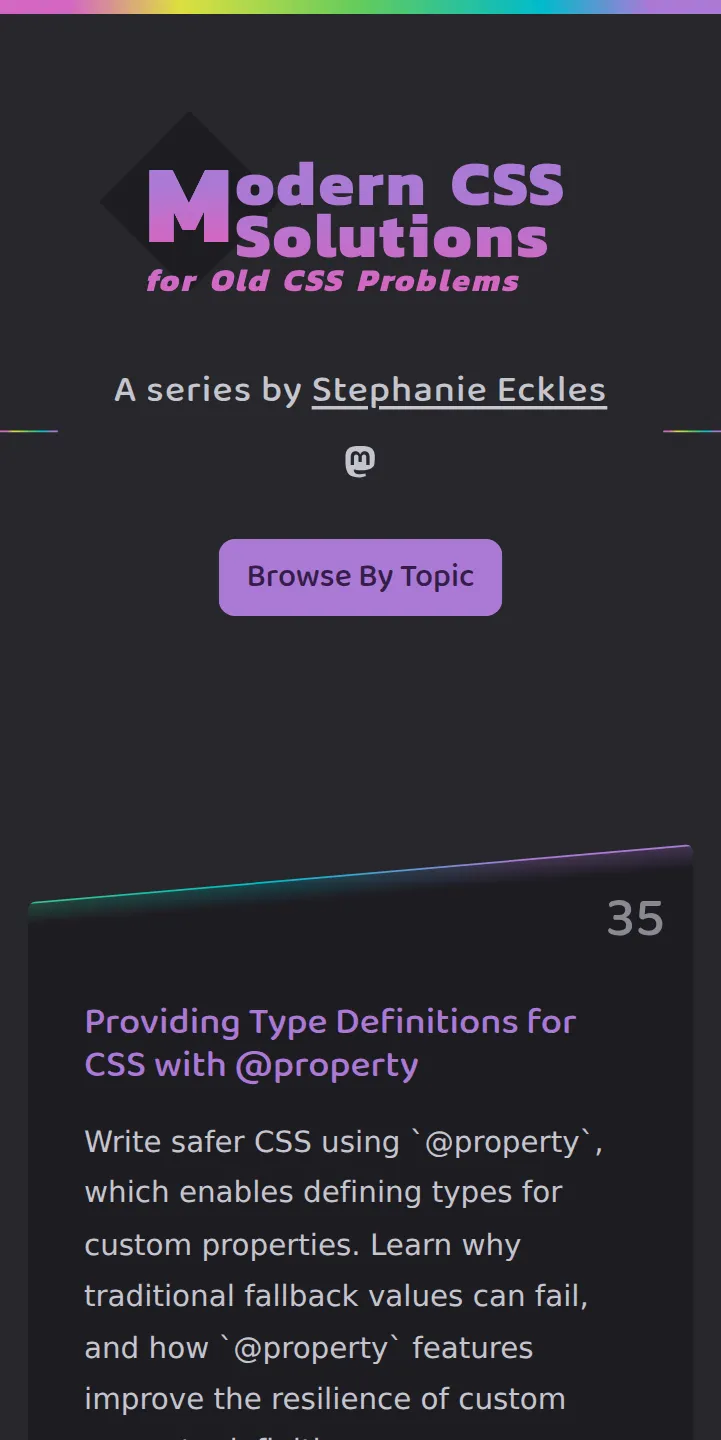 Modern CSS
Solutions
for Old CSS Problems
A series by Stephanie Eckles
Browse By Topic
35
Providing Type Definitions for
CSS with @property
Write safer CSS using `@property`,
which enables defining types for
custom properties. Learn why
traditional fallback values can fail,
and how `@property` features
improve the resilience of custom